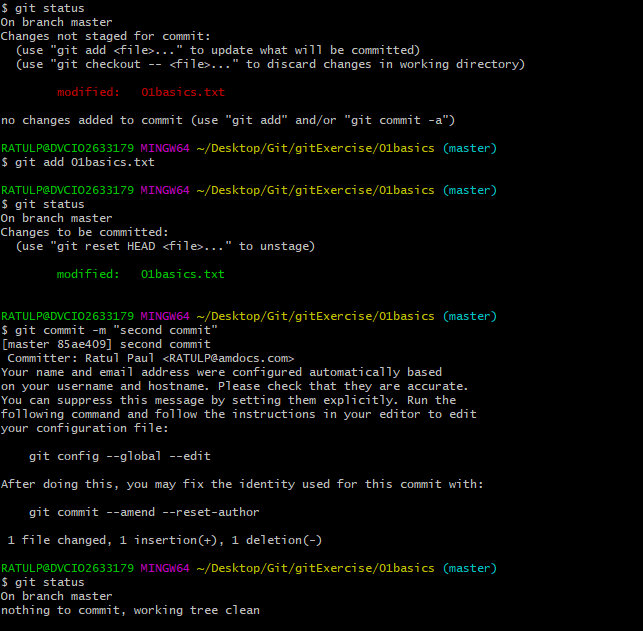 $ git status
On branch master
Changes not staged for commit:
  (use "git add <file>..." to update what will be committed)
  (use "git checkout -- <file>..." to discard changes in working directory)

        modified:   01basics.txt

no changes added to commit (use "git add" and/or "git commit -a")

RATULP@DVCIO2633179 MINGW64 ~/Desktop/Git/gitExercise/01basics (master)
$ git add 01basics.txt

RATULP@DVCIO2633179 MINGW64 ~/Desktop/Git/gitExercise/01basics (master)
$ git status
On branch master
Changes to be committed:
  (use "git reset HEAD <file>..." to unstage)

        modified:   01basics.txt


RATULP@DVCIO2633179 MINGW64 ~/Desktop/Git/gitExercise/01basics (master)
$ git commit -m "second commit"
[master 85ae409] second commit
 Committer: Ratul Paul <RATULP@amdocs.com>
Your name and email address were configured automatically based
on your username and hostname. Please check that they are accurate.
You can suppress this message by setting them explicitly. Run the
following command and follow the instructions in your editor to edit
your configuration file:

    git config --global --edit

After doing this, you may fix the identity used for this commit with:

    git commit --amend --reset-author

 1 file changed, 1 insertion(+), 1 deletion(-)

RATULP@DVCIO2633179 MINGW64 ~/Desktop/Git/gitExercise/01basics (master)
$ git status
On branch master
nothing to commit, working tree clean